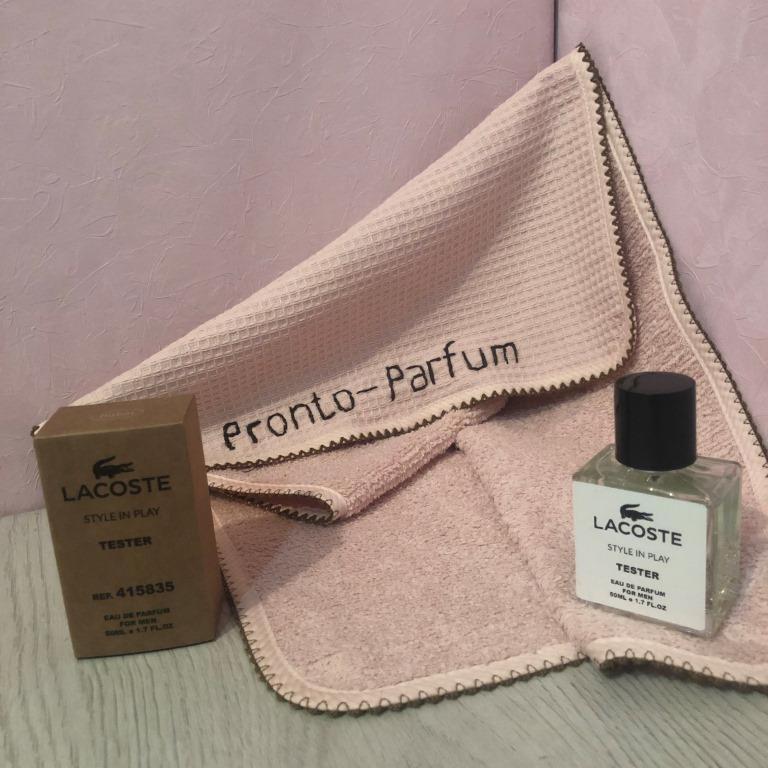 Pronto-Parfum
LACOSTE
STYLE IN PLAY
TESTER
REF. 415835
EAU DE PARFUM
FOR MEN
50ML e 1.7 FL.OZ
LACOSTE
STYLE IN PLAY
TESTER
EAU DE PARFUM
FOR MEN
50ML e 1.7 FL.OZ